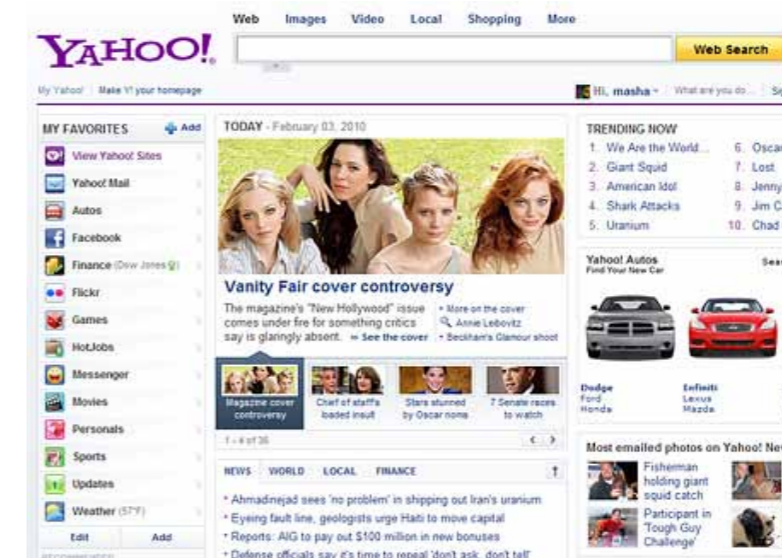 Web Images Video Local Shopping More
YAHOO!
Web Search
My Yahoo! Make Y! your homepage
Hi, masha What are you do...
MY FAVORITES Add
View Yahoo! Sites
Yahoo! Mail
Autos
Facebook
Finance (Dow Jones)
Flickr
Games
HotJobs
Messenger
Movies
Personals
Sports
Updates
Weather (57°F)
Edit Add
TODAY - February 03, 2010
Vanity Fair cover controversy
The magazine's "New Hollywood" issue
comes under fire for something critics
say is glaringly absent. » See the cover
• More on the cover
Annie Leibovitz
• Beckham's Glamour shoot
Magazine cover
controversy
Chief of staff's
loaded insult
Stars stunned
by Oscar noms
7 Senate races
to watch
1 - 4 of 36
NEWS WORLD LOCAL FINANCE
• Ahmadinejad sees 'no problem' in shipping out Iran's uranium
• Eyeing fault line, geologists urge Haiti to move capital
• Reports: AIG to pay out $100 million in new bonuses
• Defense officials say it's time to repeal 'don't ask, don't tell'
TRENDING NOW
1. We Are the World...
2. Giant Squid
3. American Idol
4. Shark Attacks
5. Uranium
6. Oscar
7. Lost
8. Jenny
9. Jim C
10. Chad
Yahoo! Autos Sea
Find Your New Car
Dodge
Ford
Honda
Infiniti
Lexus
Mazda
Most emailed photos on Yahoo! Ne
Fisherman
holding giant
squid catch
Participant in
'Tough Guy
Challenge'